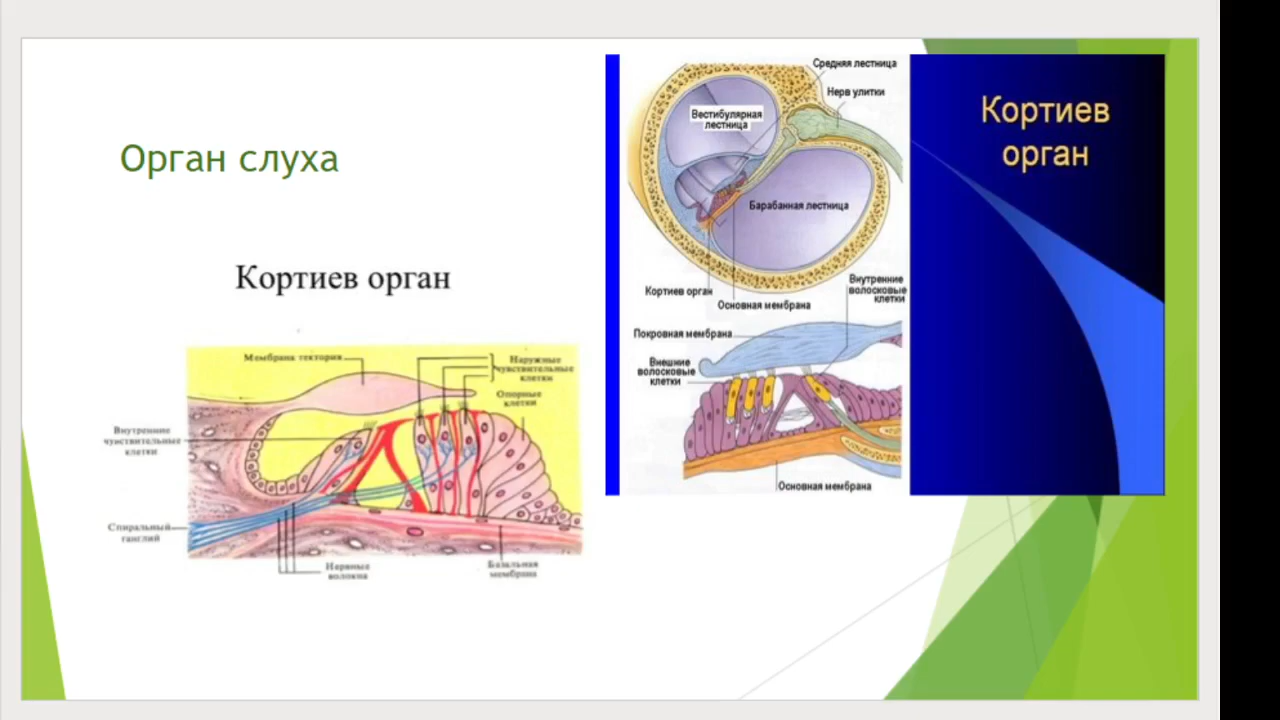 Орган слуха
Кортиев орган
Мембрана тектория
Наружные
чувствительные
клетки
Опорные
клетки
Внутренние
чувствительные
клетки
Спиральный
ганглий
Нервные
волокна
Базальная
мембрана
Средняя лестница
Нерв улитки
Вестибулярная
лестница
Барабанная лестница
Кортиев орган
Основная мембрана
Внутренние
волосковые
клетки
Покровная мембрана
Внешние
волосковые
клетки
Основная мембрана
Кортиев
орган